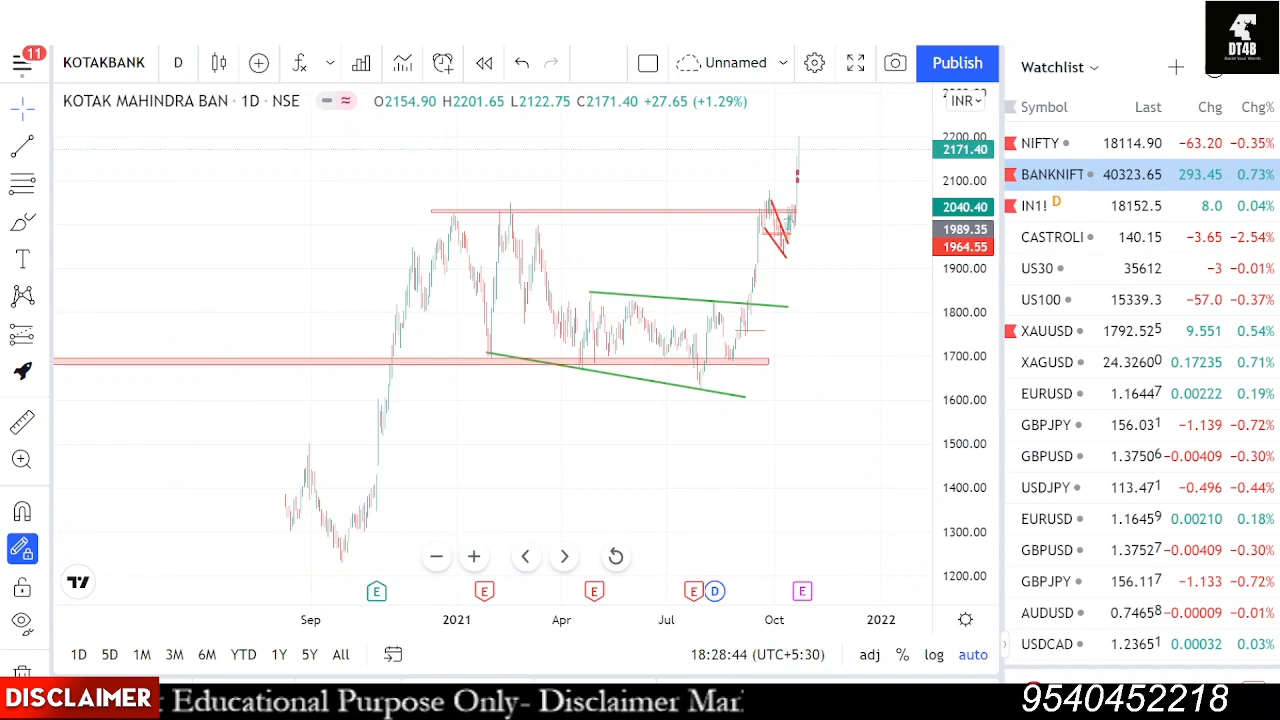 11
KOTAKBANK D Unnamed Publish
DT4B
Build Your Worth.
Watchlist
KOTAK MAHINDRA BAN · 1D · NSE O2154.90 H2201.65 L2122.75 C2171.40 +27.65 (+1.29%)
INR
Symbol Last Chg Chg%
2200.00
2171.40
2100.00
2040.40
1989.35
1964.55
1900.00
1800.00
1700.00
1600.00
1500.00
1400.00
1300.00
1200.00
NIFTY 18114.90 −63.20 −0.35%
BANKNIFT 40323.65 293.45 0.73%
IN1! D 18152.5 8.0 0.04%
CASTROLI 140.15 −3.65 −2.54%
US30 35612 −3 −0.01%
US100 15339.3 −57.0 −0.37%
XAUUSD 1792.525 9.551 0.54%
XAGUSD 24.32600 0.17235 0.71%
EURUSD 1.16447 0.00222 0.19%
GBPJPY 156.031 −1.139 −0.72%
GBPUSD 1.37506 −0.00409 −0.30%
USDJPY 113.471 −0.496 −0.44%
EURUSD 1.16459 0.00210 0.18%
GBPUSD 1.37527 −0.00409 −0.30%
GBPJPY 156.117 −1.133 −0.72%
AUDUSD 0.74658 −0.00009 −0.01%
USDCAD 1.23651 0.00032 0.03%
E E E E D E
Sep 2021 Apr Jul Oct 2022
1D 5D 1M 3M 6M YTD 1Y 5Y All 18:28:44 (UTC+5:30) adj % log auto
DISCLAIMER Educational Purpose Only- Disclaimer Mar
9540452218